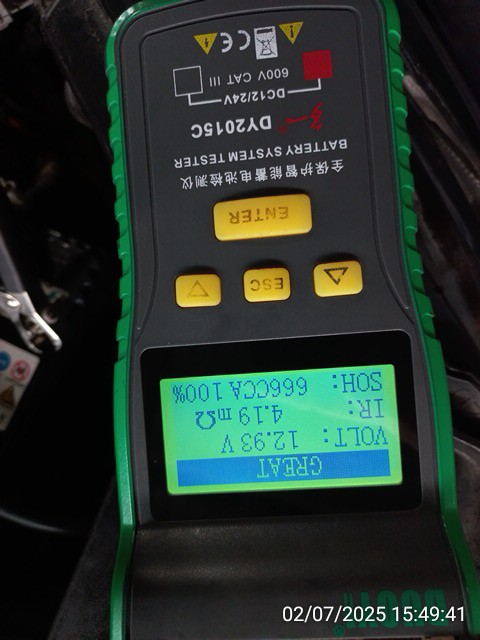 GREAT
VOLT: 12.93 V
IR: 4.19 mΩ
SOH: 666CCA 100%
ESC
ENTER
全保护智能蓄电池检测仪
BATTERY SYSTEM TESTER
DY2015C
DC12/24V
600V CAT III
CE
02/07/2025 15:49:41